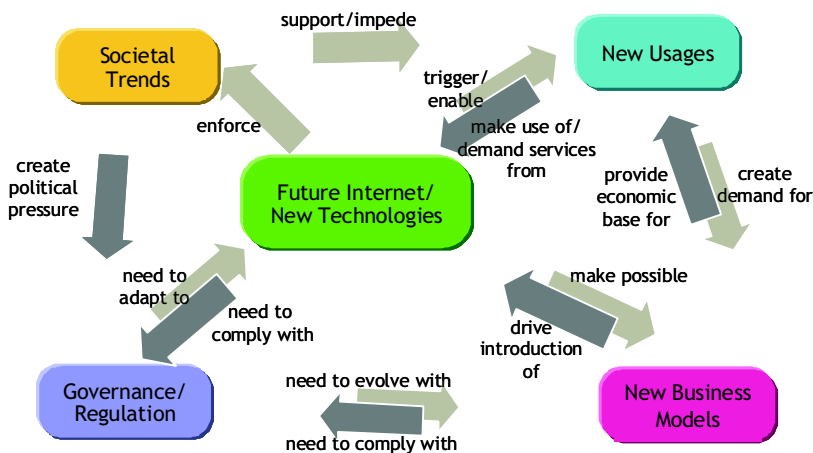 support/impede
Societal
Trends
New Usages
trigger/
enable
enforce
make use of/
demand services
from
create
political
pressure
provide
economic
base for
create
demand for
Future Internet/
New Technologies
need to
adapt to
need to
comply with
make possible
drive
introduction
of
Governance/
Regulation
need to evolve with
need to comply with
New Business
Models